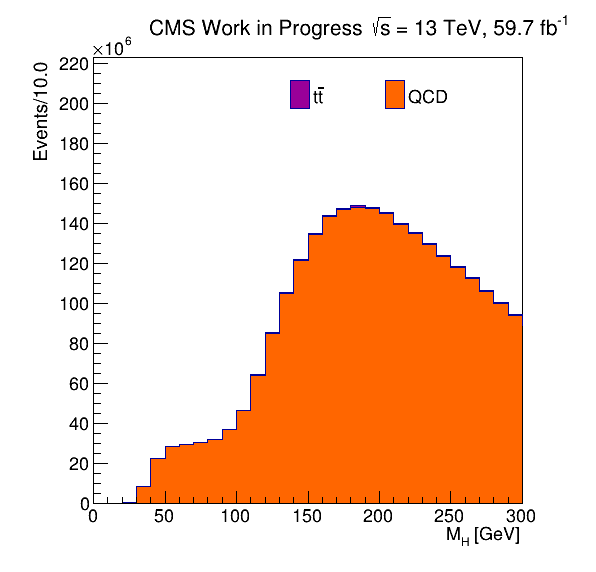 CMS Work in Progress √s = 13 TeV, 59.7 fb⁻¹
×10⁶
Events/10.0
tt̄ QCD
220
200
180
160
140
120
100
80
60
40
20
0
0 50 100 150 200 250 300
M_H [GeV]